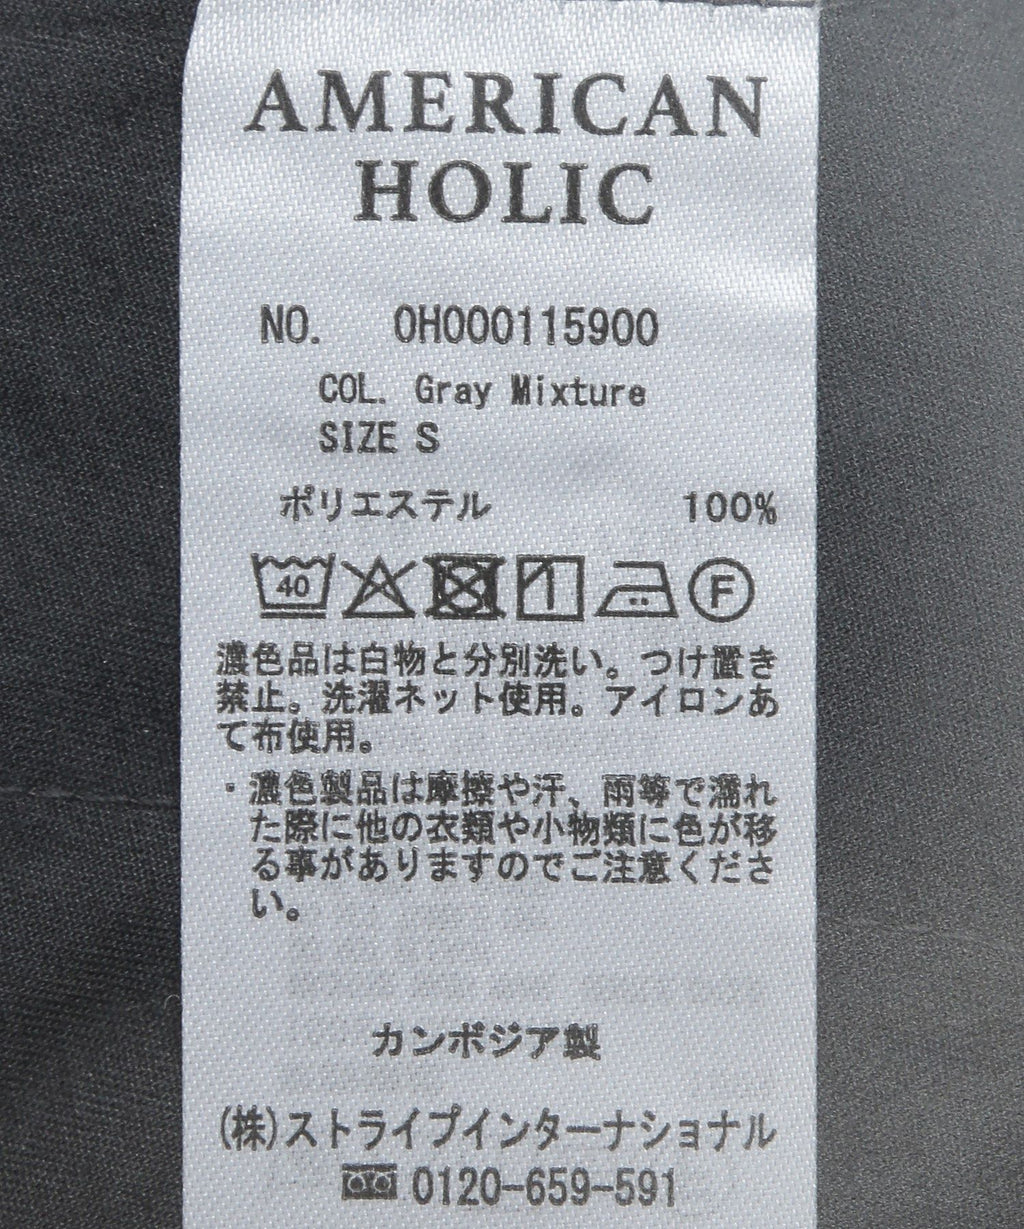 AMERICAN
HOLIC
NO. 0H000115900
COL. Gray Mixture
SIZE S
ポリエステル 100%
40 F
濃色品は白物と分別洗い。つけ置き
禁止。洗濯ネット使用。アイロンあ
て布使用。
・濃色製品は摩擦や汗、雨等で濡れ
た際に他の衣類や小物類に色が移
る事がありますのでご注意くださ
い。
カンボジア製
(株)ストライプインターナショナル
0120-659-591